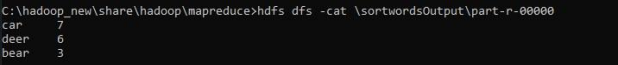 C:\hadoop_new\share\hadoop\mapreduce>hdfs dfs -cat \sortwordsOutput\part-r-00000
car     7
deer    6
bear    3